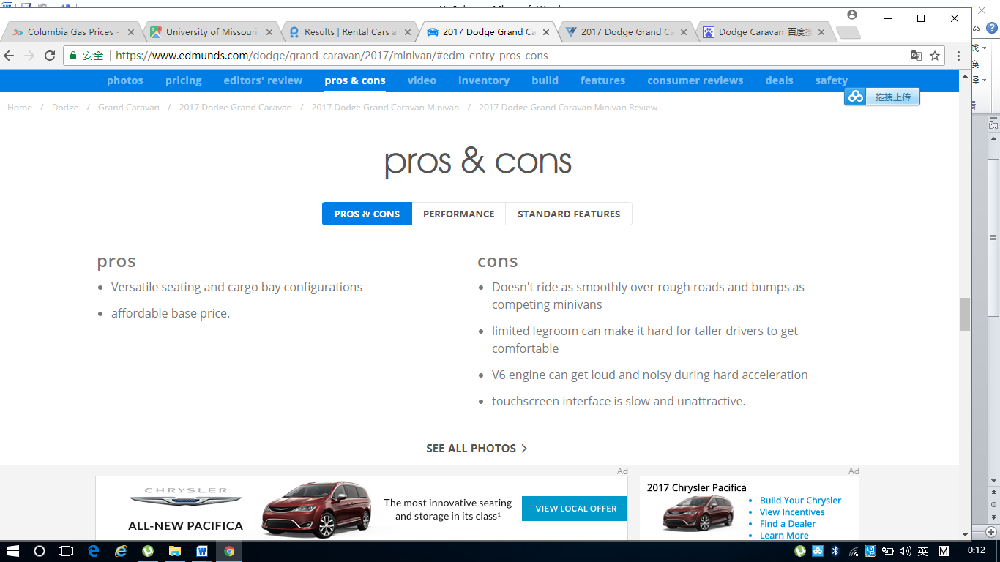 Columbia Gas Prices -
University of Missouri,
Results | Rental Cars a
2017 Dodge Grand Ca
2017 Dodge Grand Ca
Dodge Caravan_百度搜
安全 https://www.edmunds.com/dodge/grand-caravan/2017/minivan/#edm-entry-pros-cons
photos pricing editors' review pros & cons video inventory build features consumer reviews deals safety
拖拽上传
Home / Dodge / Grand Caravan / 2017 Dodge Grand Caravan / 2017 Dodge Grand Caravan Minivan / 2017 Dodge Grand Caravan Minivan Review
pros & cons
PROS & CONS PERFORMANCE STANDARD FEATURES
pros
• Versatile seating and cargo bay configurations
• affordable base price.
cons
• Doesn't ride as smoothly over rough roads and bumps as
competing minivans
• limited legroom can make it hard for taller drivers to get
comfortable
• V6 engine can get loud and noisy during hard acceleration
• touchscreen interface is slow and unattractive.
SEE ALL PHOTOS >
Ad
CHRYSLER
ALL-NEW PACIFICA
The most innovative seating
and storage in its class¹
VIEW LOCAL OFFER
Ad
2017 Chrysler Pacifica
• Build Your Chrysler
• View Incentives
• Find a Dealer
• Learn More
英 M 0:12